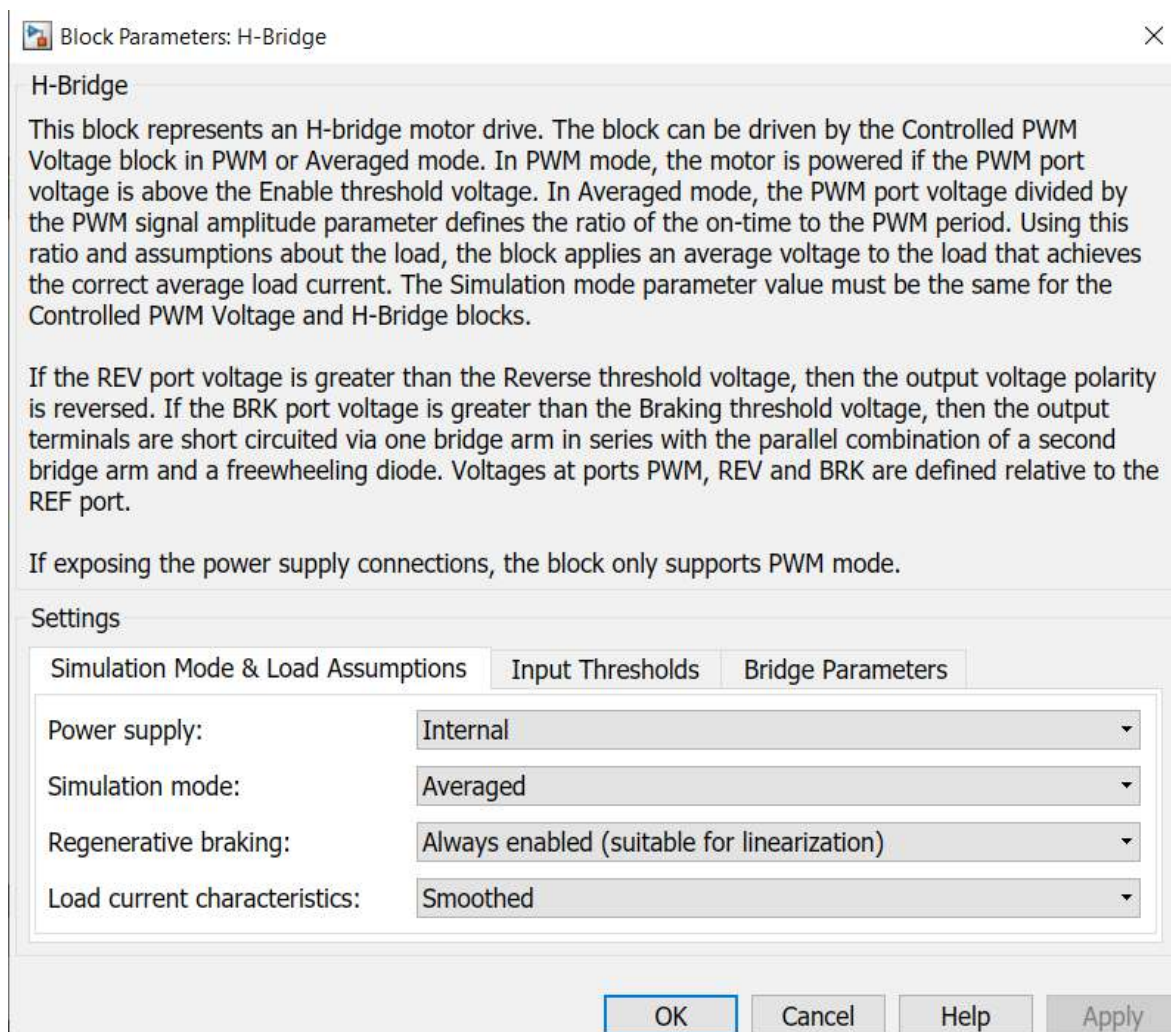 Block Parameters: H-Bridge
H-Bridge
This block represents an H-bridge motor drive. The block can be driven by the Controlled PWM
Voltage block in PWM or Averaged mode. In PWM mode, the motor is powered if the PWM port
voltage is above the Enable threshold voltage. In Averaged mode, the PWM port voltage divided by
the PWM signal amplitude parameter defines the ratio of the on-time to the PWM period. Using this
ratio and assumptions about the load, the block applies an average voltage to the load that achieves
the correct average load current. The Simulation mode parameter value must be the same for the
Controlled PWM Voltage and H-Bridge blocks.
If the REV port voltage is greater than the Reverse threshold voltage, then the output voltage polarity
is reversed. If the BRK port voltage is greater than the Braking threshold voltage, then the output
terminals are short circuited via one bridge arm in series with the parallel combination of a second
bridge arm and a freewheeling diode. Voltages at ports PWM, REV and BRK are defined relative to the
REF port.
If exposing the power supply connections, the block only supports PWM mode.
Settings
Simulation Mode & Load Assumptions Input Thresholds Bridge Parameters
Power supply: Internal
Simulation mode: Averaged
Regenerative braking: Always enabled (suitable for linearization)
Load current characteristics: Smoothed
OK Cancel Help Apply